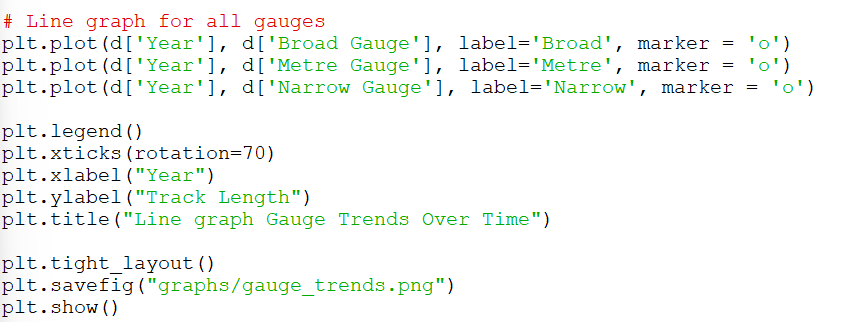 # Line graph for all gauges
plt.plot(d['Year'], d['Broad Gauge'], label='Broad', marker = 'o')
plt.plot(d['Year'], d['Metre Gauge'], label='Metre', marker = 'o')
plt.plot(d['Year'], d['Narrow Gauge'], label='Narrow', marker = 'o')
plt.legend()
plt.xticks(rotation=70)
plt.xlabel("Year")
plt.ylabel("Track Length")
plt.title("Line graph Gauge Trends Over Time")
plt.tight_layout()
plt.savefig("graphs/gauge_trends.png")
plt.show()